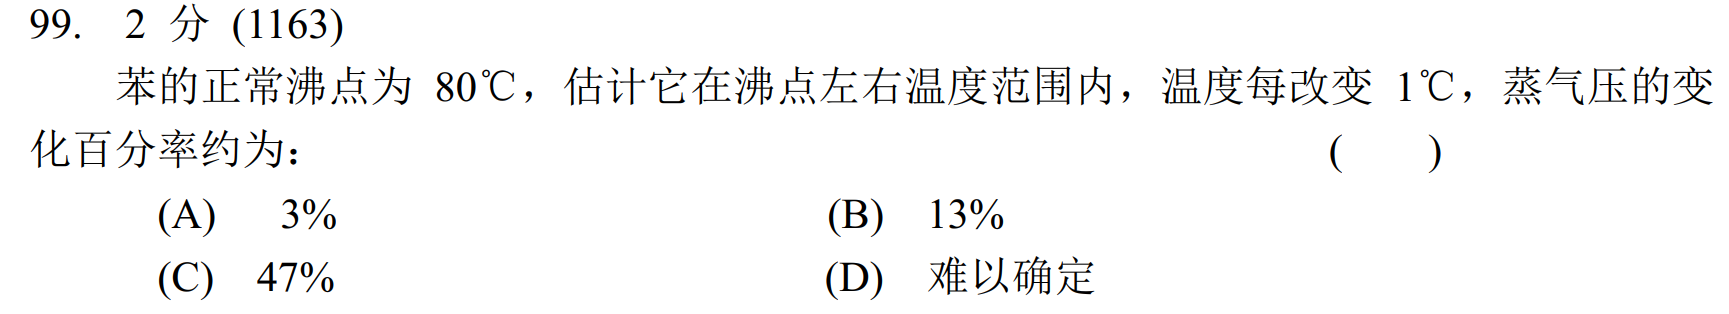 99. 2 分 (1163)
苯的正常沸点为 80℃，估计它在沸点左右温度范围内，温度每改变 1℃，蒸气压的变
化百分率约为： ( )
(A) 3% (B) 13%
(C) 47% (D) 难以确定